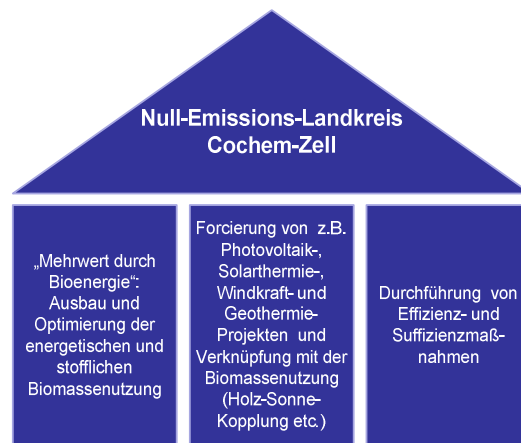 Null-Emissions-Landkreis
Cochem-Zell
„Mehrwert durch
Bioenergie“:
Ausbau und
Optimierung der
energetischen und
stofflichen
Biomassenutzung
Forcierung von z.B.
Photovoltaik-,
Solarthermie-,
Windkraft- und
Geothermie-
Projekten und
Verknüpfung mit der
Biomassenutzung
(Holz-Sonne-
Kopplung etc.)
Durchführung von
Effizienz- und
Suffizienzmaß-
nahmen